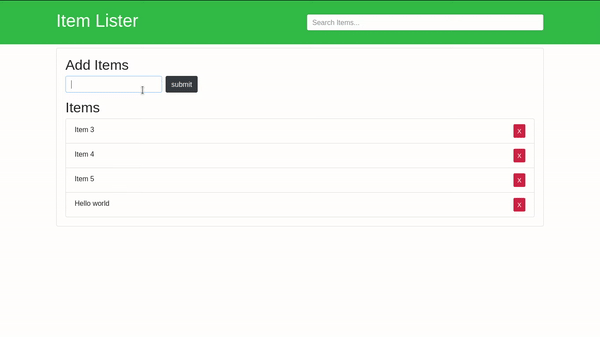 Item Lister
Search Items...
Add Items
submit
Items
Item 3
X
Item 4
X
Item 5
X
Hello world
X